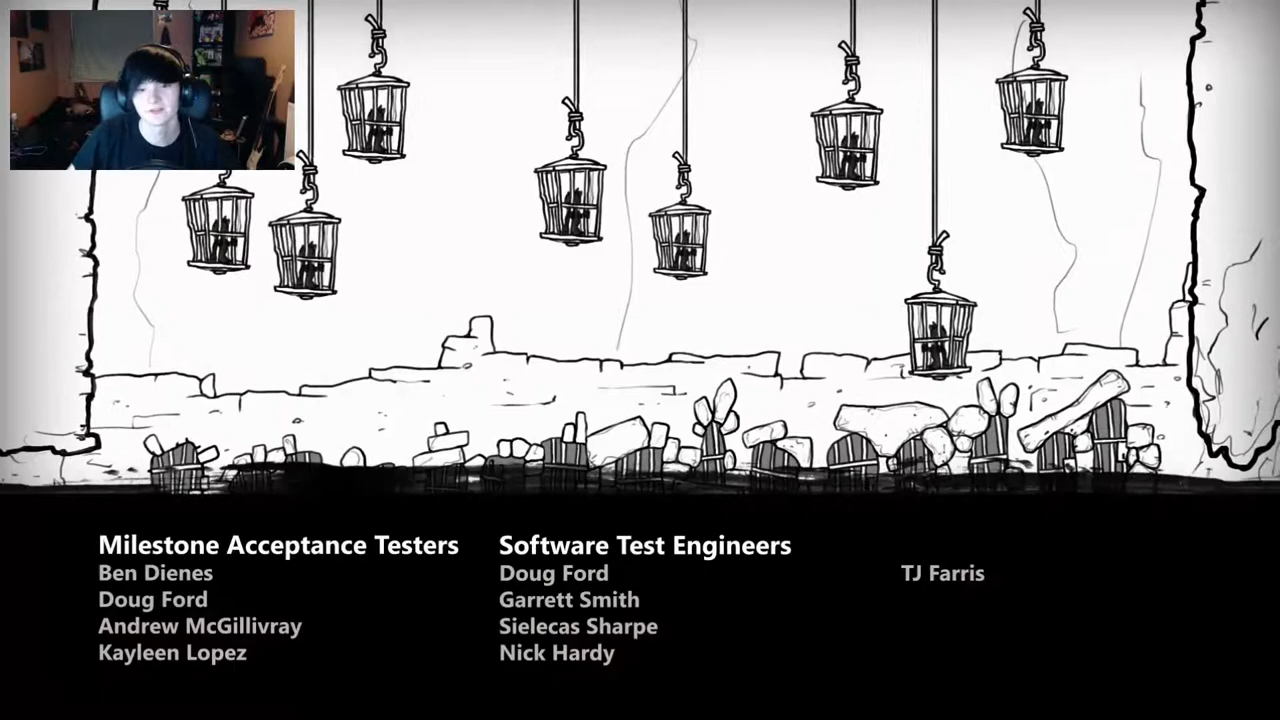 Milestone Acceptance Testers
Ben Dienes
Doug Ford
Andrew McGillivray
Kayleen Lopez
Software Test Engineers
Doug Ford
Garrett Smith
Sielecas Sharpe
Nick Hardy
TJ Farris